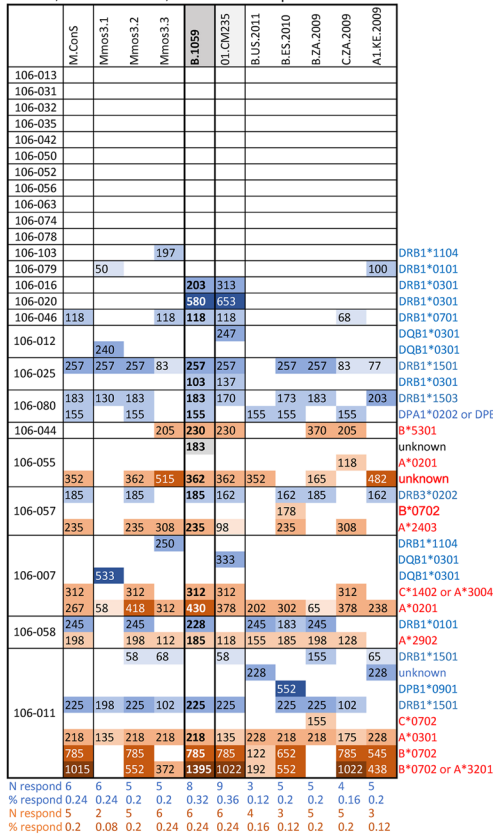 M.ConS Mmos3.1 Mmos3.2 Mmos3.3 B.1059 01.CM235 B.US.2011 B.ES.2010 B.ZA.2009 C.ZA.2009 A1.KE.2009
106-013
106-031
106-032
106-035
106-042
106-050
106-052
106-056
106-063
106-074
106-078
106-103 197 DRB1*1104
106-079 50 100 DRB1*0101
106-016 203 313 DRB1*0301
106-020 580 653 DRB1*0301
106-046 118 118 118 118 68 DRB1*0701
106-012 247 DQB1*0301
240 DQB1*0301
106-025 257 257 257 83 257 257 257 257 83 77 DRB1*1501
103 137 DRB1*0301
106-080 183 130 183 183 170 173 183 203 DRB1*1503
155 155 155 155 155 155 DPA1*0202 or DPB
106-044 205 230 230 370 205 B*5301
106-055 183 unknown
118 A*0201
352 362 515 362 362 352 165 482 unknown
106-057 185 185 185 162 162 185 162 DRB3*0202
178 B*0702
235 235 308 235 98 235 308 A*2403
106-007 250 DRB1*1104
333 DQB1*0301
533 DQB1*0301
312 312 312 312 312 C*1402 or A*3004
267 58 418 312 430 378 202 302 65 378 238 A*0201
106-058 245 245 228 245 183 245 DRB1*0101
198 198 112 185 118 155 185 198 128 A*2902
106-011 58 68 58 155 65 DRB1*1501
228 228 unknown
552 DPB1*0901
225 198 225 102 225 225 225 225 102 DRB1*1501
155 C*0702
218 135 218 218 218 135 228 218 218 175 228 A*0301
785 785 785 785 122 652 785 545 B*0702
1015 552 372 1395 1022 192 552 1022 438 B*0702 or A*3201
N respond 6 6 5 5 8 9 3 5 5 4 5
% respond 0.24 0.24 0.2 0.2 0.32 0.36 0.12 0.2 0.2 0.16 0.2
N respond 5 2 5 6 6 6 4 3 5 5 3
% respond 0.2 0.08 0.2 0.24 0.24 0.24 0.16 0.12 0.2 0.2 0.12